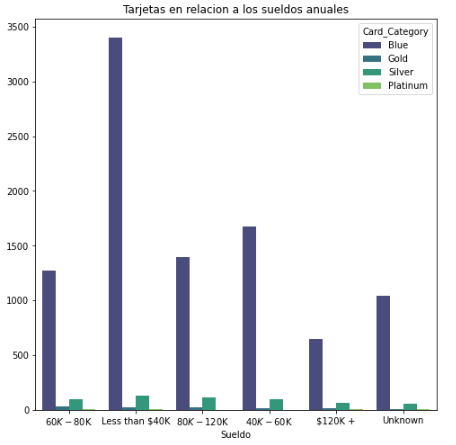 Tarjetas en relacion a los sueldos anuales
Card_Category
Blue
Gold
Silver
Platinum
3500
3000
2500
2000
1500
1000
500
0
60K − 80K
Less than $40K
80K − 120K
40K − 60K
$120K +
Unknown
Sueldo